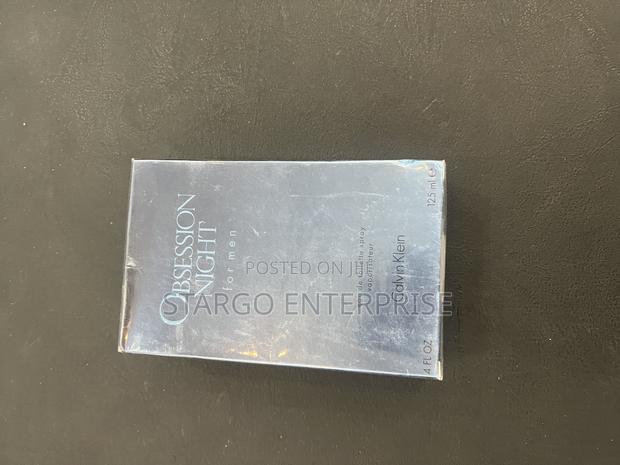 OBSESSION
NIGHT
for men
eau de toilette spray
vaporisateur
Calvin Klein
4 FL OZ
125 ml e
POSTED ON JI
STARGO ENTERPRISE